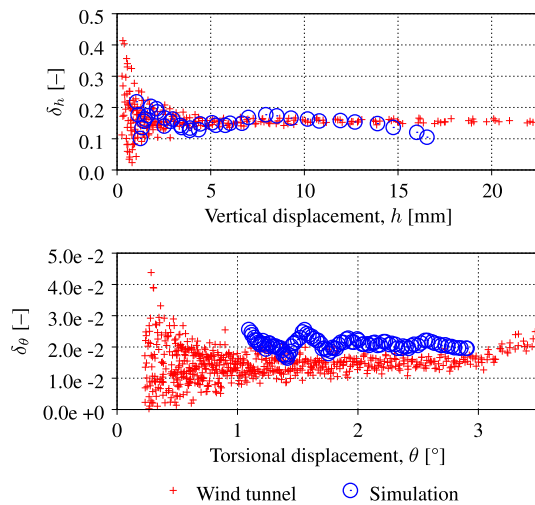 0.5
0.4
0.3
0.2
0.1
0.0
δh [−]
0 5 10 15 20
Vertical displacement, h [mm]
5.0e -2
4.0e -2
3.0e -2
2.0e -2
1.0e -2
0.0e +0
δθ [−]
0 1 2 3
Torsional displacement, θ [°]
Wind tunnel Simulation